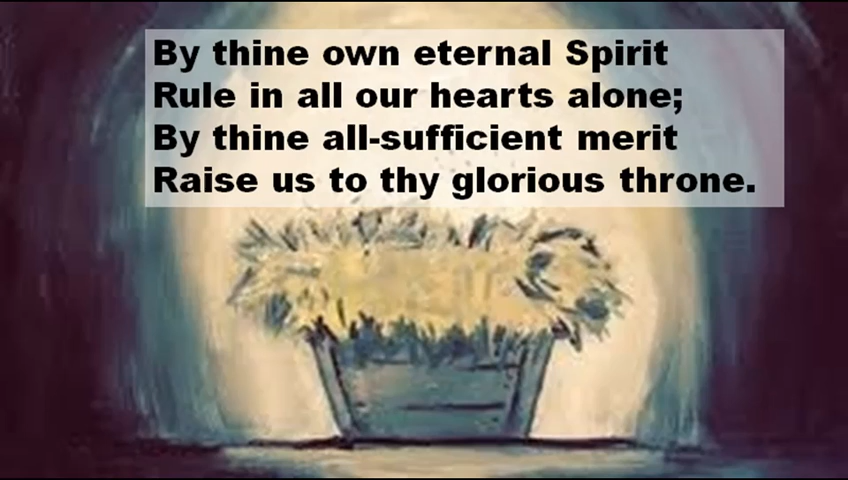 By thine own eternal Spirit
Rule in all our hearts alone;
By thine all-sufficient merit
Raise us to thy glorious throne.